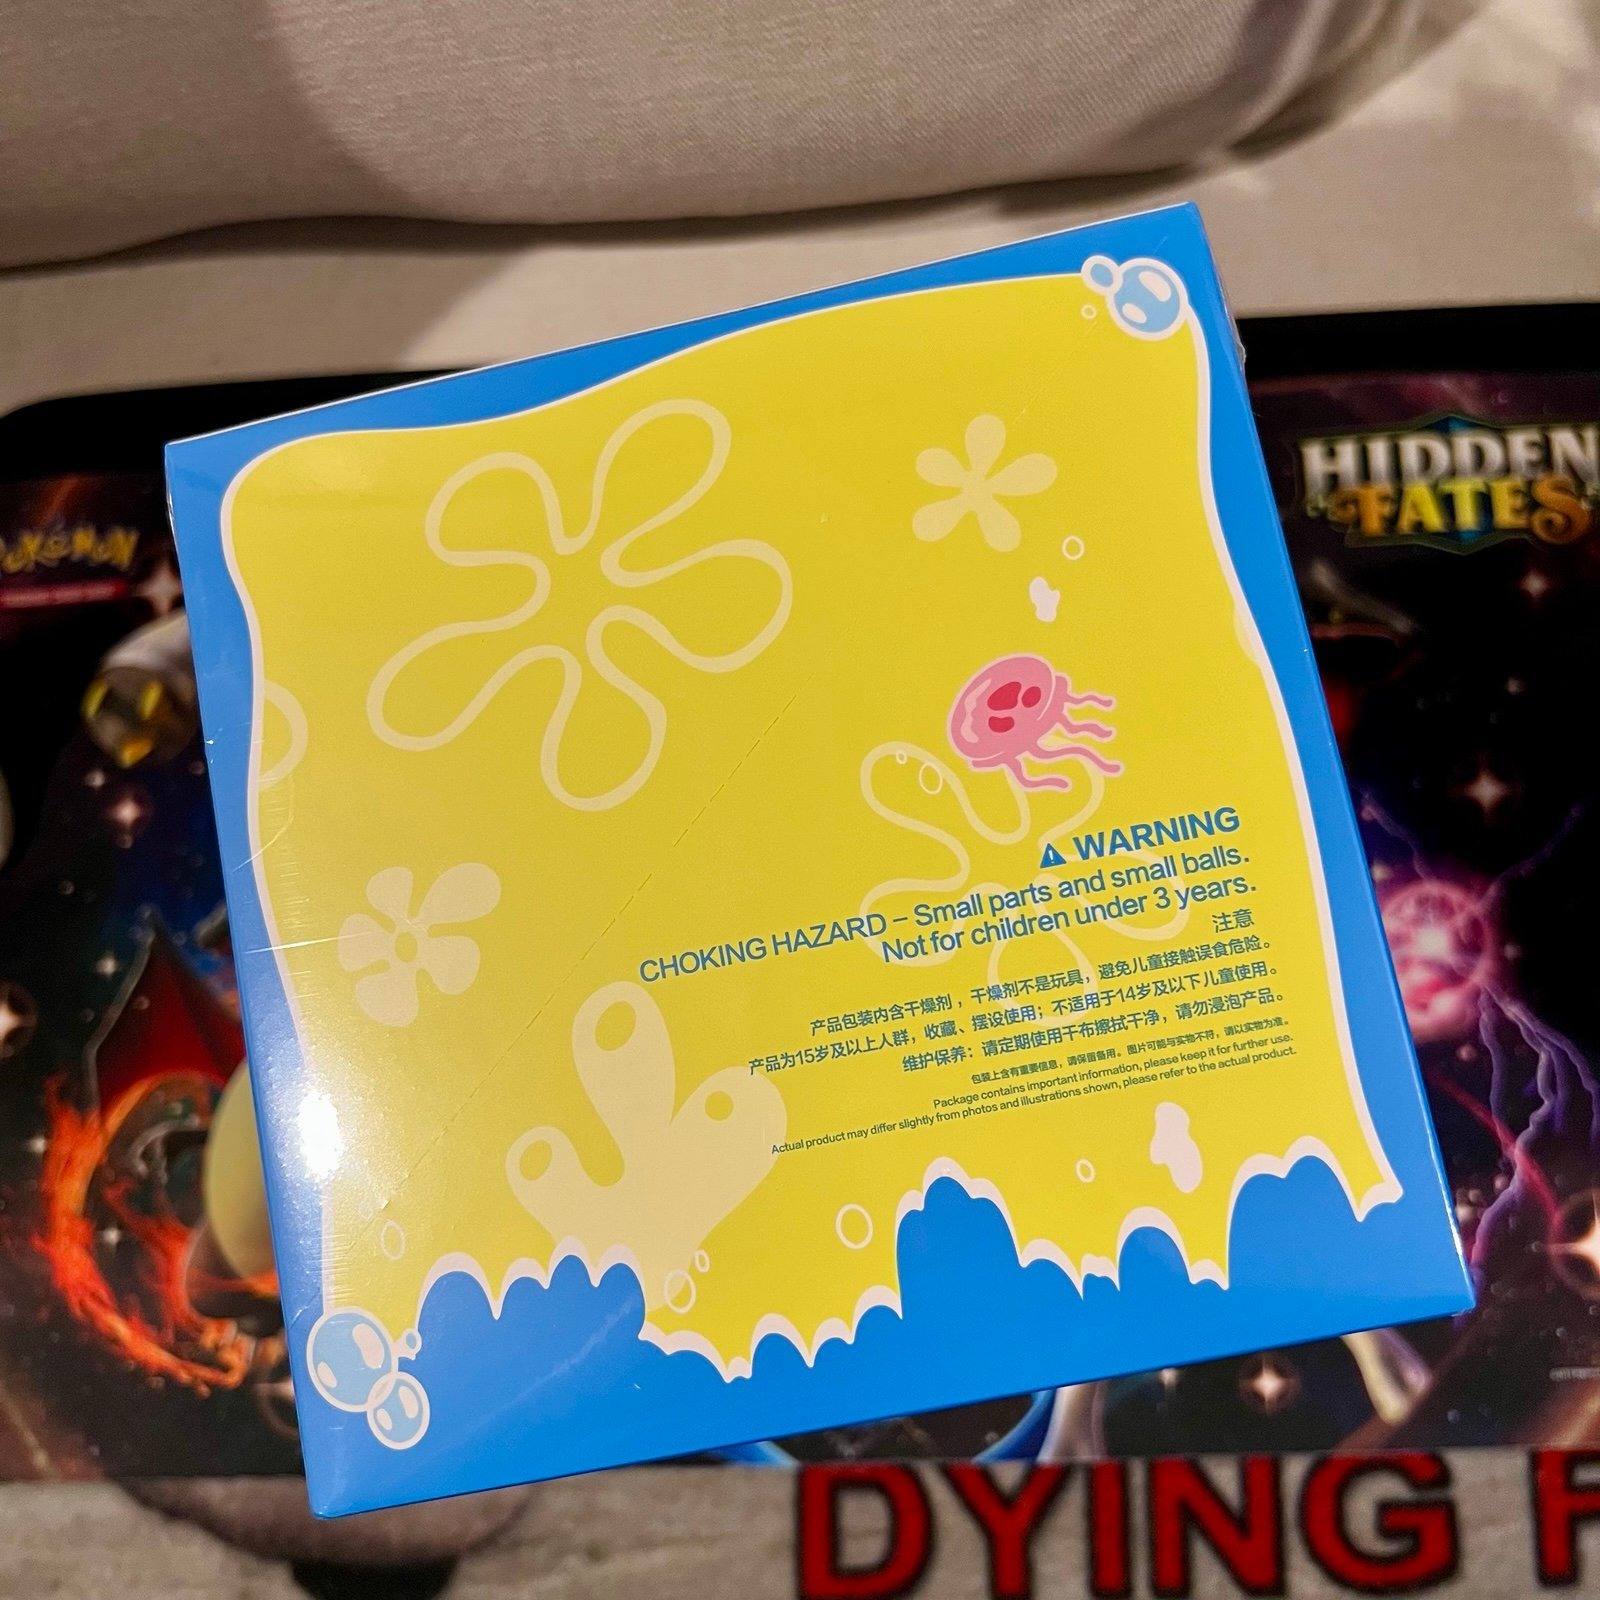 POKÉMON
HIDDEN
FATES
WARNING
CHOKING HAZARD – Small parts and small balls.
Not for children under 3 years.
注意
产品包装内含干燥剂，干燥剂不是玩具，避免儿童接触误食危险。
产品为15岁及以上人群，收藏、摆设使用；不适用于14岁及以下儿童使用。
维护保养：请定期使用干布擦拭干净，请勿浸泡产品。
包装上含有重要信息，请保留备用。图片可能与实物不符，请以实物为准。
Package contains important information, please keep it for further use.
Actual product may differ slightly from photos and illustrations shown, please refer to the actual product.
DYING F